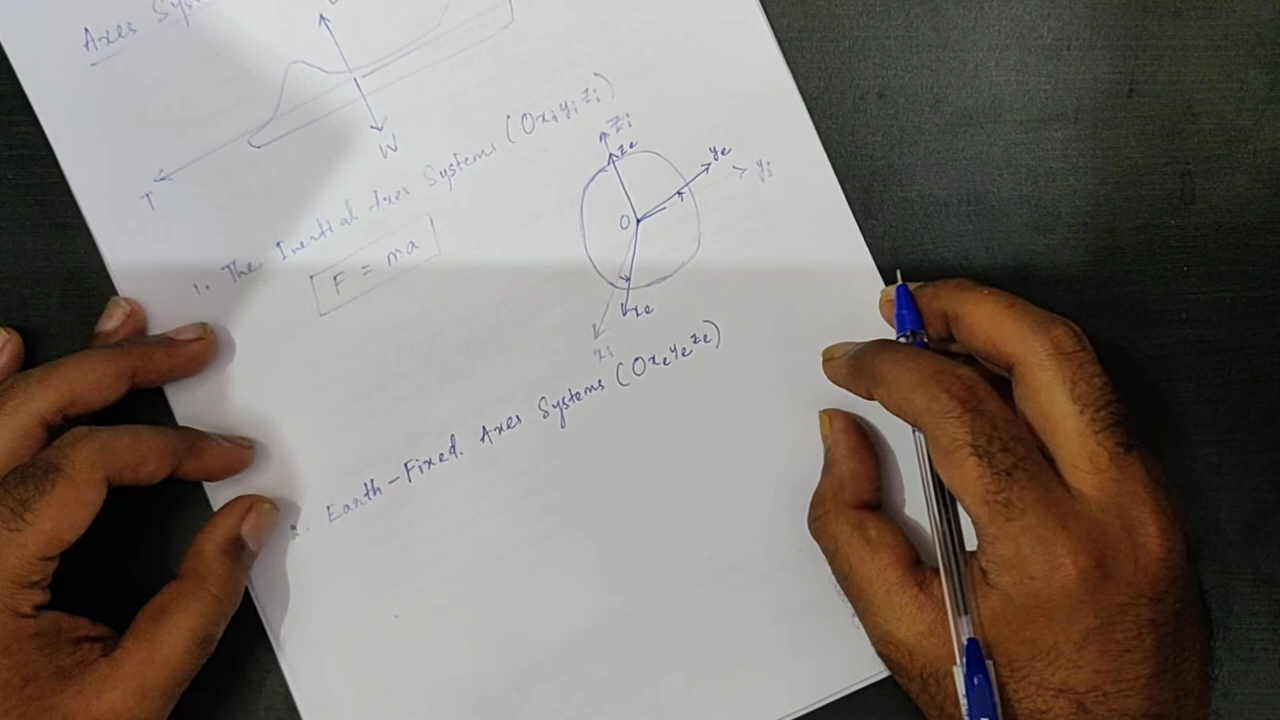 Axes Sys
T
W
1. The Inertial Axes Systems (Oxᵢyᵢzᵢ)
F = ma
zᵢ
zₑ
yₑ
yᵢ
O
xₑ
xᵢ
2. Earth-Fixed. Axes Systems (Oxₑyₑzₑ)